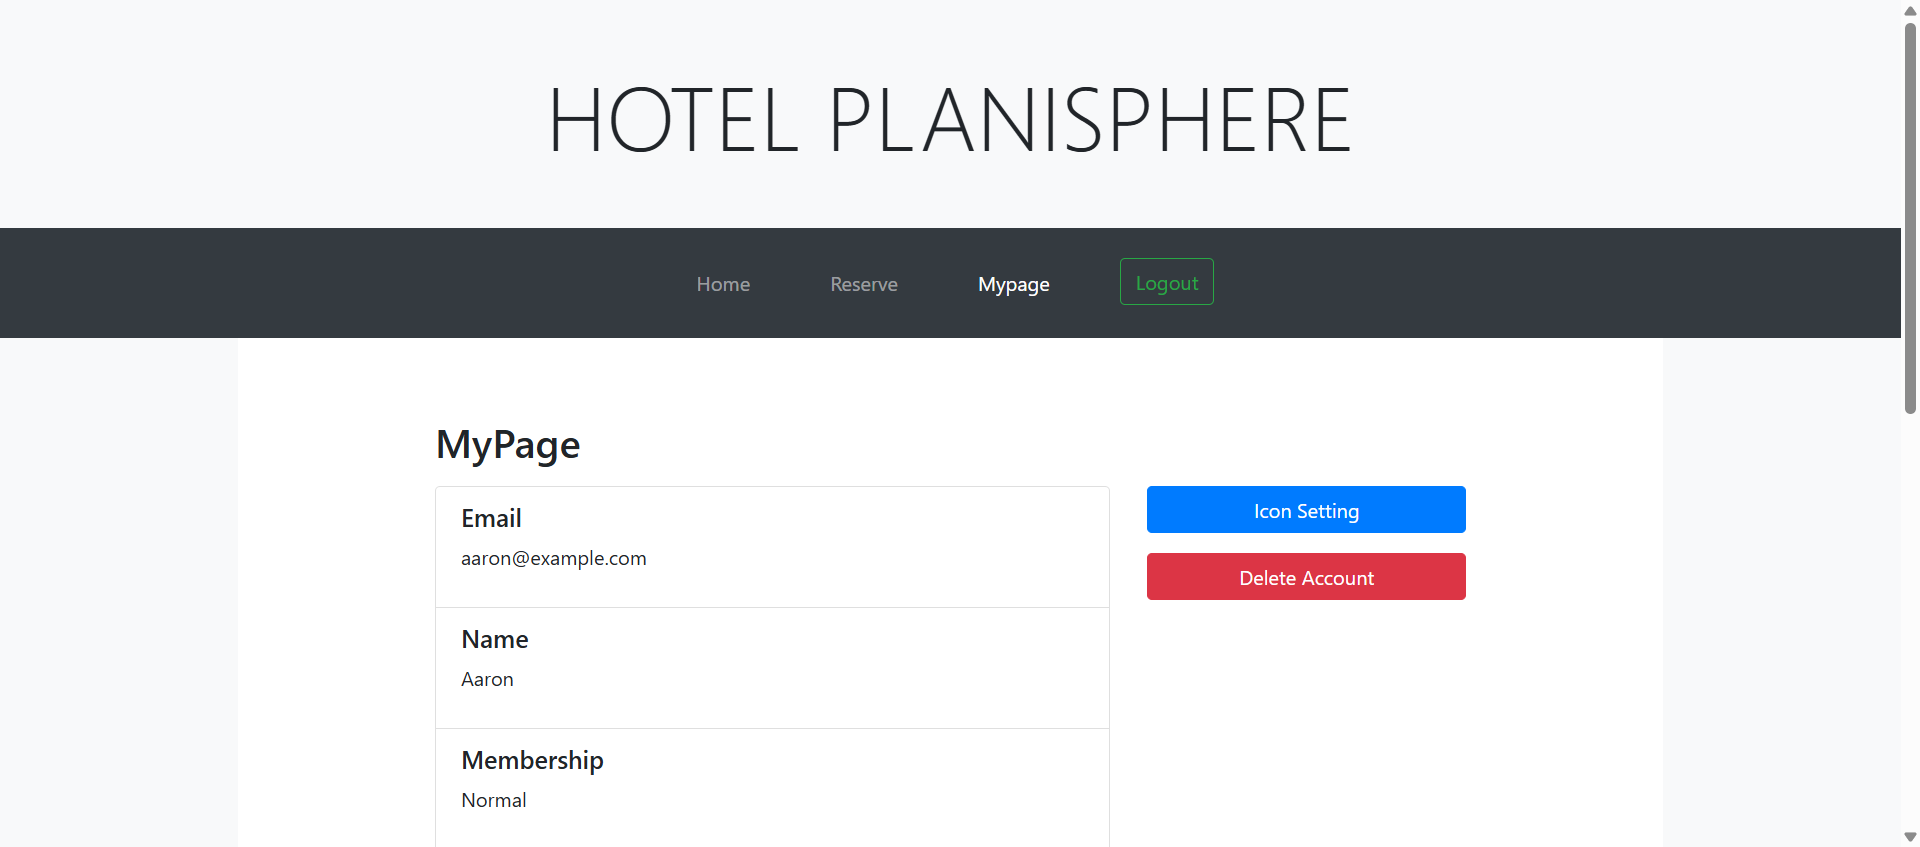 HOTEL PLANISPHERE
Home Reserve Mypage Logout
MyPage
Email
aaron@example.com
Name
Aaron
Membership
Normal
Icon Setting
Delete Account